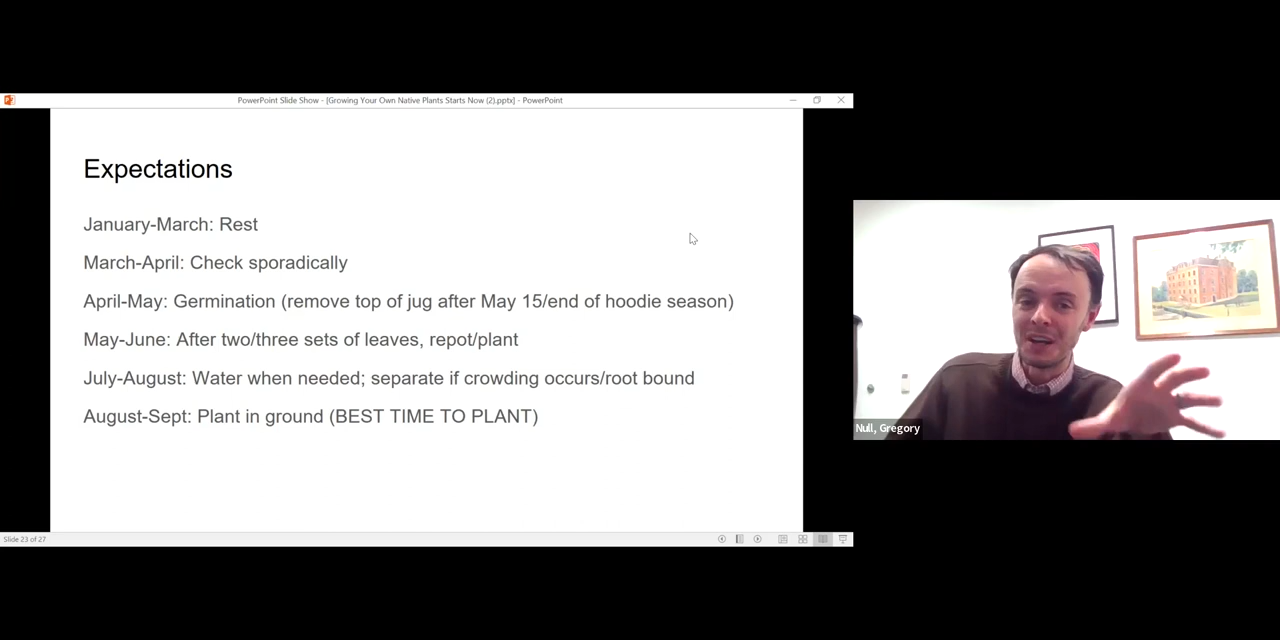 PowerPoint Slide Show - [Growing Your Own Native Plants Starts Now (2).pptx] - PowerPoint
Expectations
January-March: Rest
March-April: Check sporadically
April-May: Germination (remove top of jug after May 15/end of hoodie season)
May-June: After two/three sets of leaves, repot/plant
July-August: Water when needed; separate if crowding occurs/root bound
August-Sept: Plant in ground (BEST TIME TO PLANT)
Null, Gregory
Slide 23 of 27